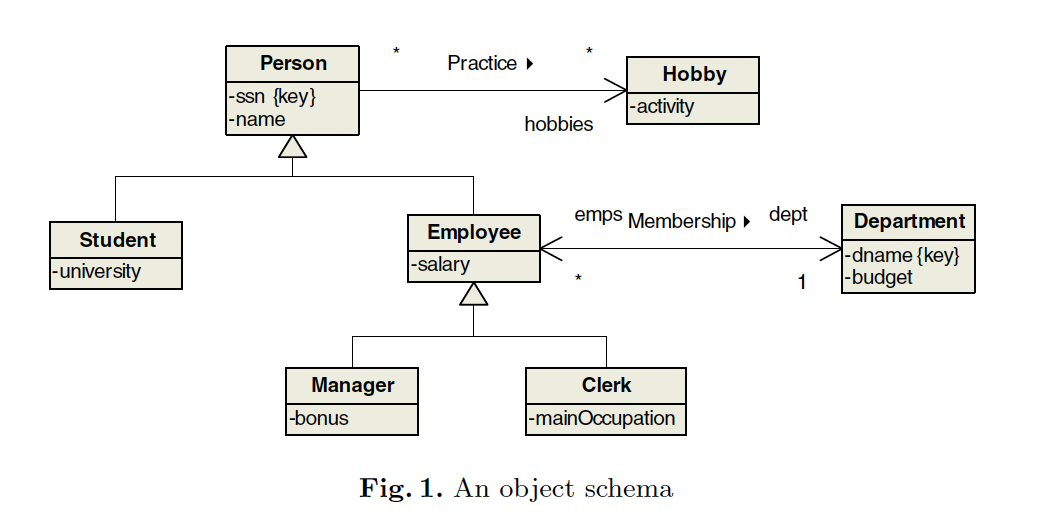 Person
-ssn {key}
-name
* Practice *
hobbies
Hobby
-activity
Student
-university
Employee
-salary
emps Membership dept
* 1
Department
-dname {key}
-budget
Manager
-bonus
Clerk
-mainOccupation
Fig. 1. An object schema